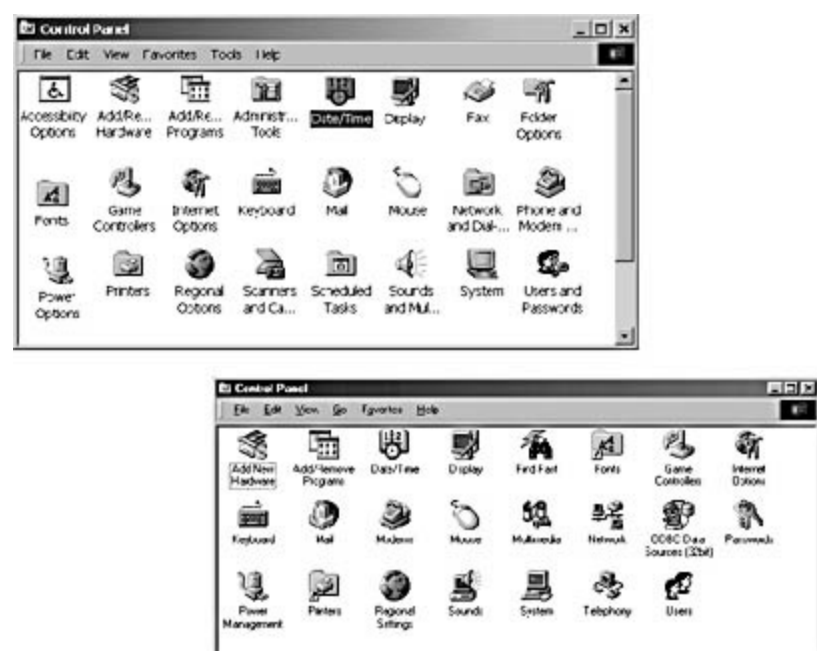 Control Panel
File Edit View Favorites Tools Help
Accessibility Add/Re... Add/Re... Administr... Date/Time Display Fax Folder
Options Hardware Programs Tools Options
Fonts Game Internet Keyboard Mail Mouse Network Phone and
Controllers Options and Dial-... Modem ...
Power Printers Regional Scanners Scheduled Sounds System Users and
Options Options and Ca... Tasks and Mul... Passwords
Control Panel
File Edit View Go Favorites Help
Add New Add/Remove Date/Time Display Find Fast Fonts Game Internet
Hardware Programs Controllers Options
Keyboard Mail Modems Mouse Multimedia Network ODBC Data Passwords
Sources (32bit)
Power Printers Regional Sounds System Telephony Users
Management Settings